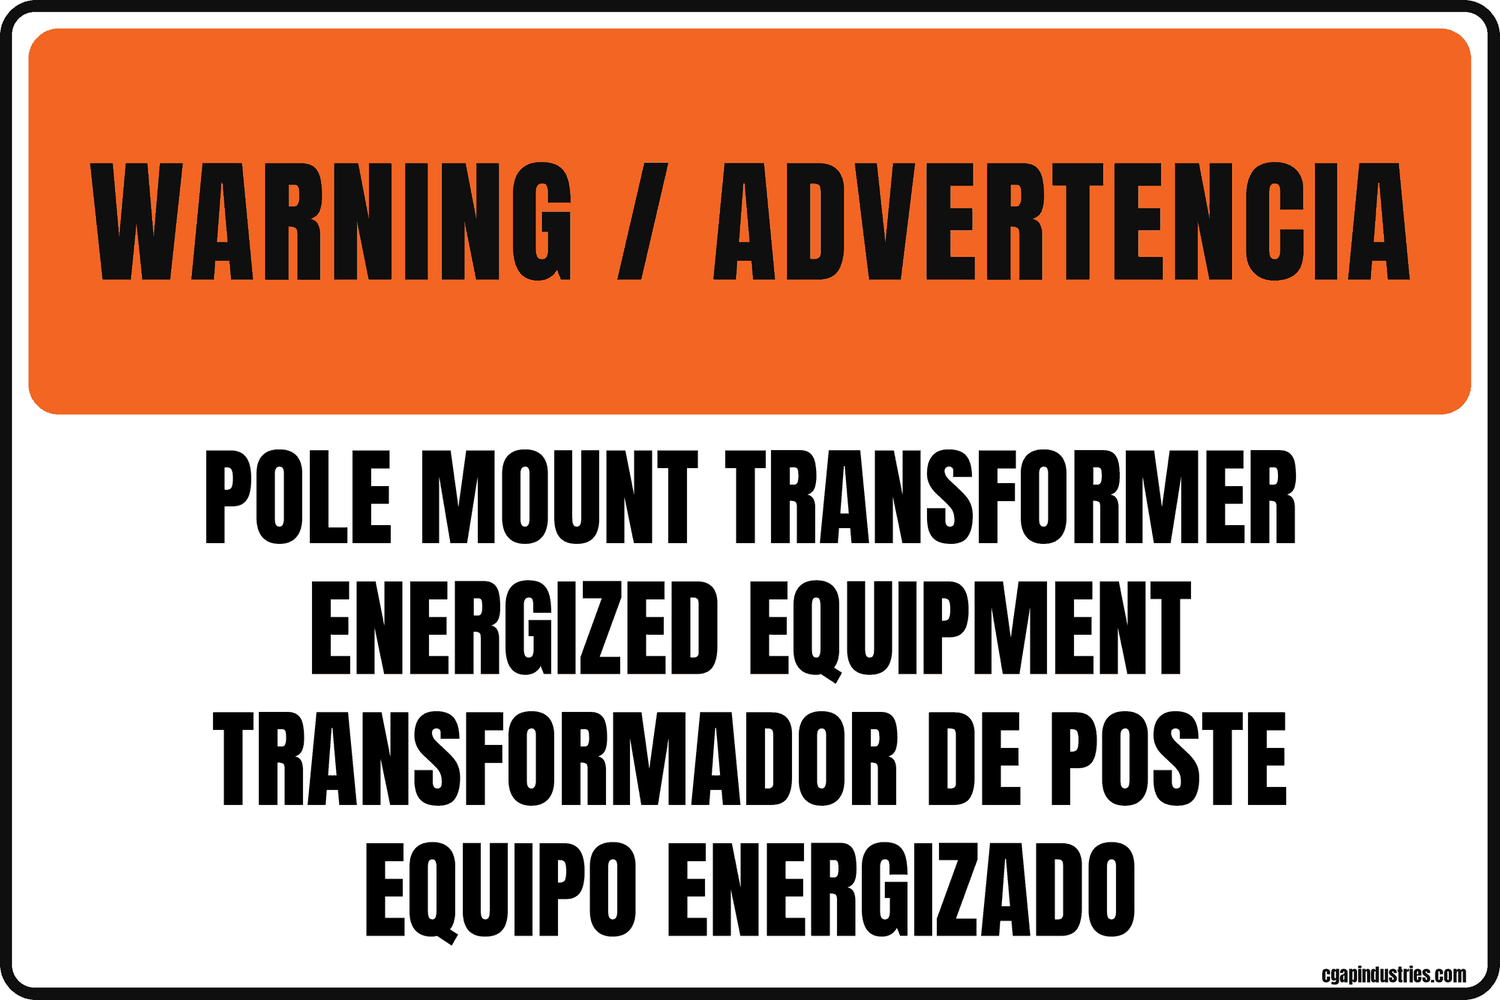 WARNING / ADVERTENCIA
POLE MOUNT TRANSFORMER
ENERGIZED EQUIPMENT
TRANSFORMADOR DE POSTE
EQUIPO ENERGIZADO
cgapindustries.com